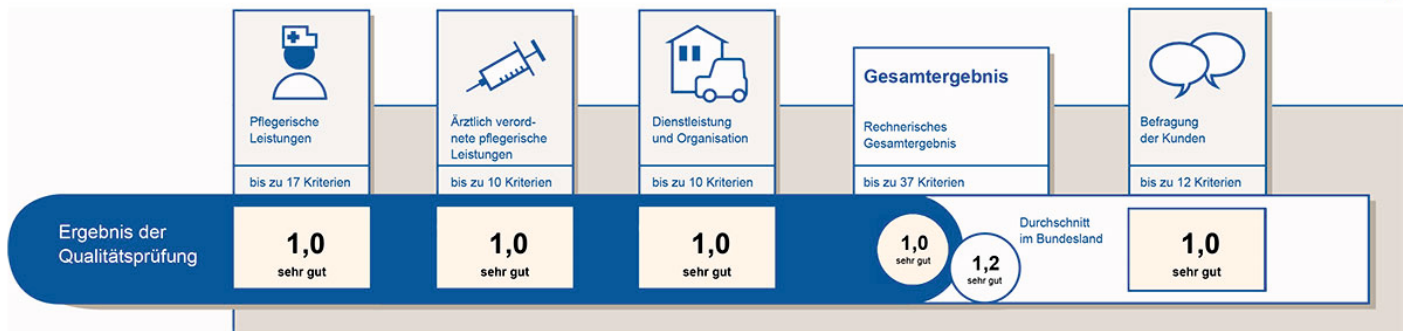 Pflegerische
Leistungen
bis zu 17 Kriterien
Ärztlich verord-
nete pflegerische
Leistungen
bis zu 10 Kriterien
Dienstleistung
und Organisation
bis zu 10 Kriterien
Gesamtergebnis
Rechnerisches
Gesamtergebnis
bis zu 37 Kriterien
Befragung
der Kunden
bis zu 12 Kriterien
Ergebnis der
Qualitätsprüfung
1,0
sehr gut
1,0
sehr gut
1,0
sehr gut
1,0
sehr gut
1,2
sehr gut
Durchschnitt
im Bundesland
1,0
sehr gut